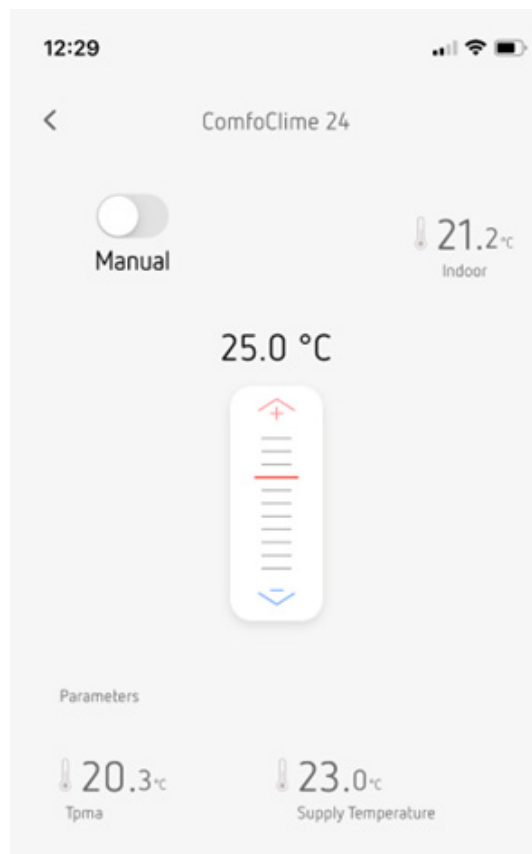 12:29
ComfoClime 24
Manual
21.2 °C
Indoor
25.0 °C
+
−
Parameters
20.3 °C
Tpma
23.0 °C
Supply Temperature